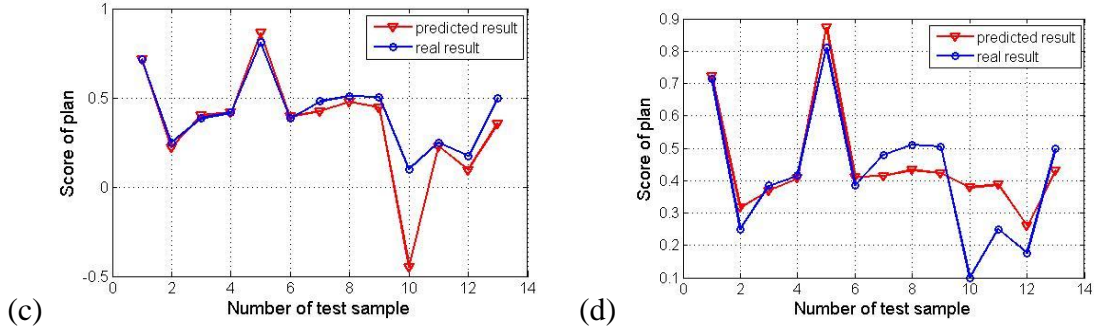 1
0.5
0
-0.5
Score of plan
0 2 4 6 8 10 12 14
Number of test sample
predicted result
real result
(c)
0.9
0.8
0.7
0.6
0.5
0.4
0.3
0.2
0.1
Score of plan
0 2 4 6 8 10 12 14
Number of test sample
predicted result
real result
(d)